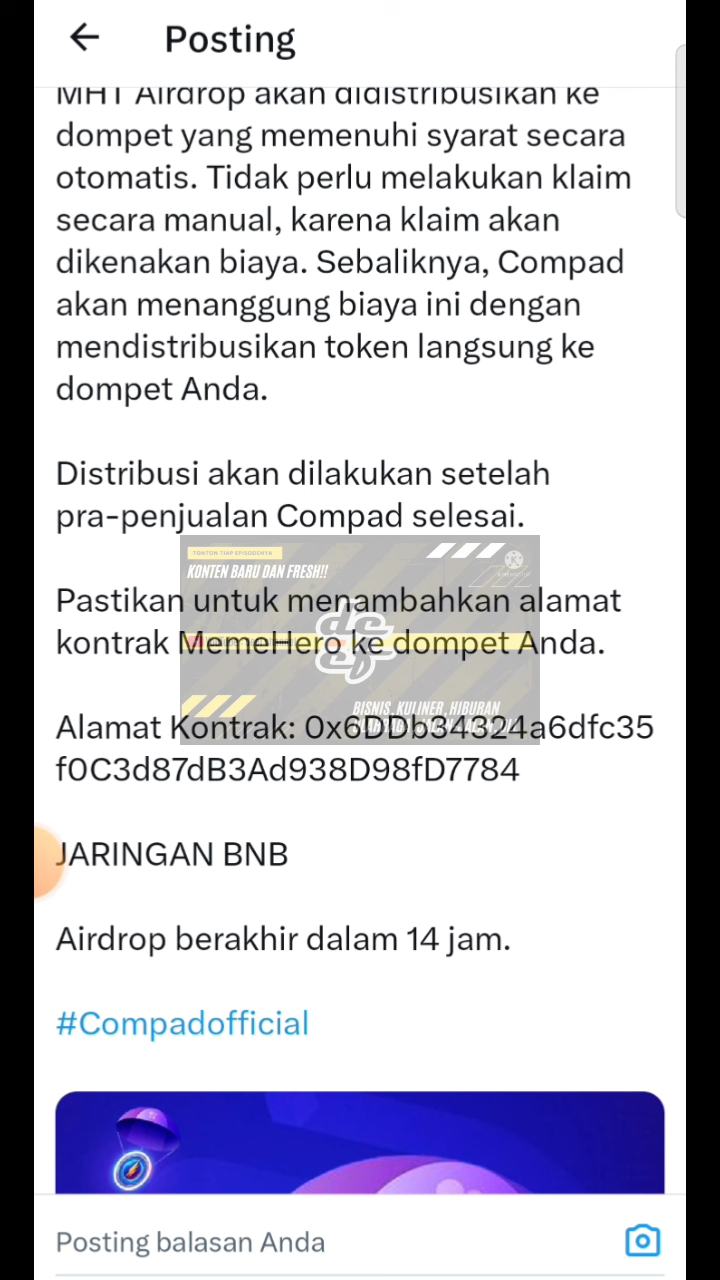 Posting
MHT Airdrop akan didistribusikan ke
dompet yang memenuhi syarat secara
otomatis. Tidak perlu melakukan klaim
secara manual, karena klaim akan
dikenakan biaya. Sebaliknya, Compad
akan menanggung biaya ini dengan
mendistribusikan token langsung ke
dompet Anda.
Distribusi akan dilakukan setelah
pra-penjualan Compad selesai.
TONTON TIAP EPISODENYA
KONTEN BARU DAN FRESH!!
Pastikan untuk menambahkan alamat
kontrak MemeHero ke dompet Anda.
BISNIS, KULINER, HIBURAN
Alamat Kontrak: 0x6DDb34324a6dfc35
f0C3d87dB3Ad938D98fD7784
JARINGAN BNB
Airdrop berakhir dalam 14 jam.
#Compadofficial
Posting balasan Anda